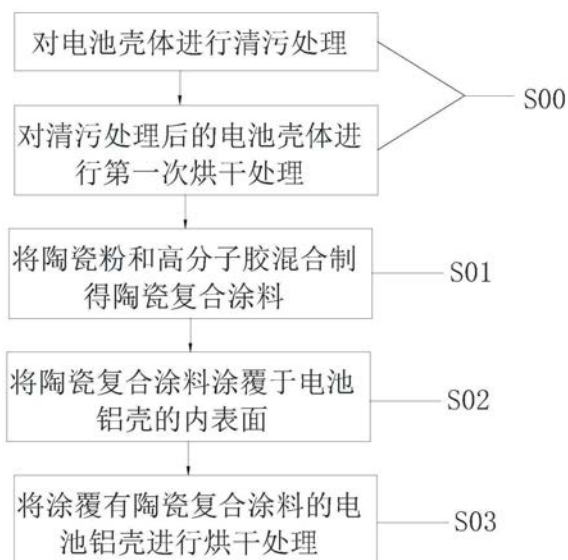 对电池壳体进行清污处理
S00
对清污处理后的电池壳体进
行第一次烘干处理
将陶瓷粉和高分子胶混合制
得陶瓷复合涂料
S01
将陶瓷复合涂料涂覆于电池
铝壳的内表面
S02
将涂覆有陶瓷复合涂料的电
池铝壳进行烘干处理
S03